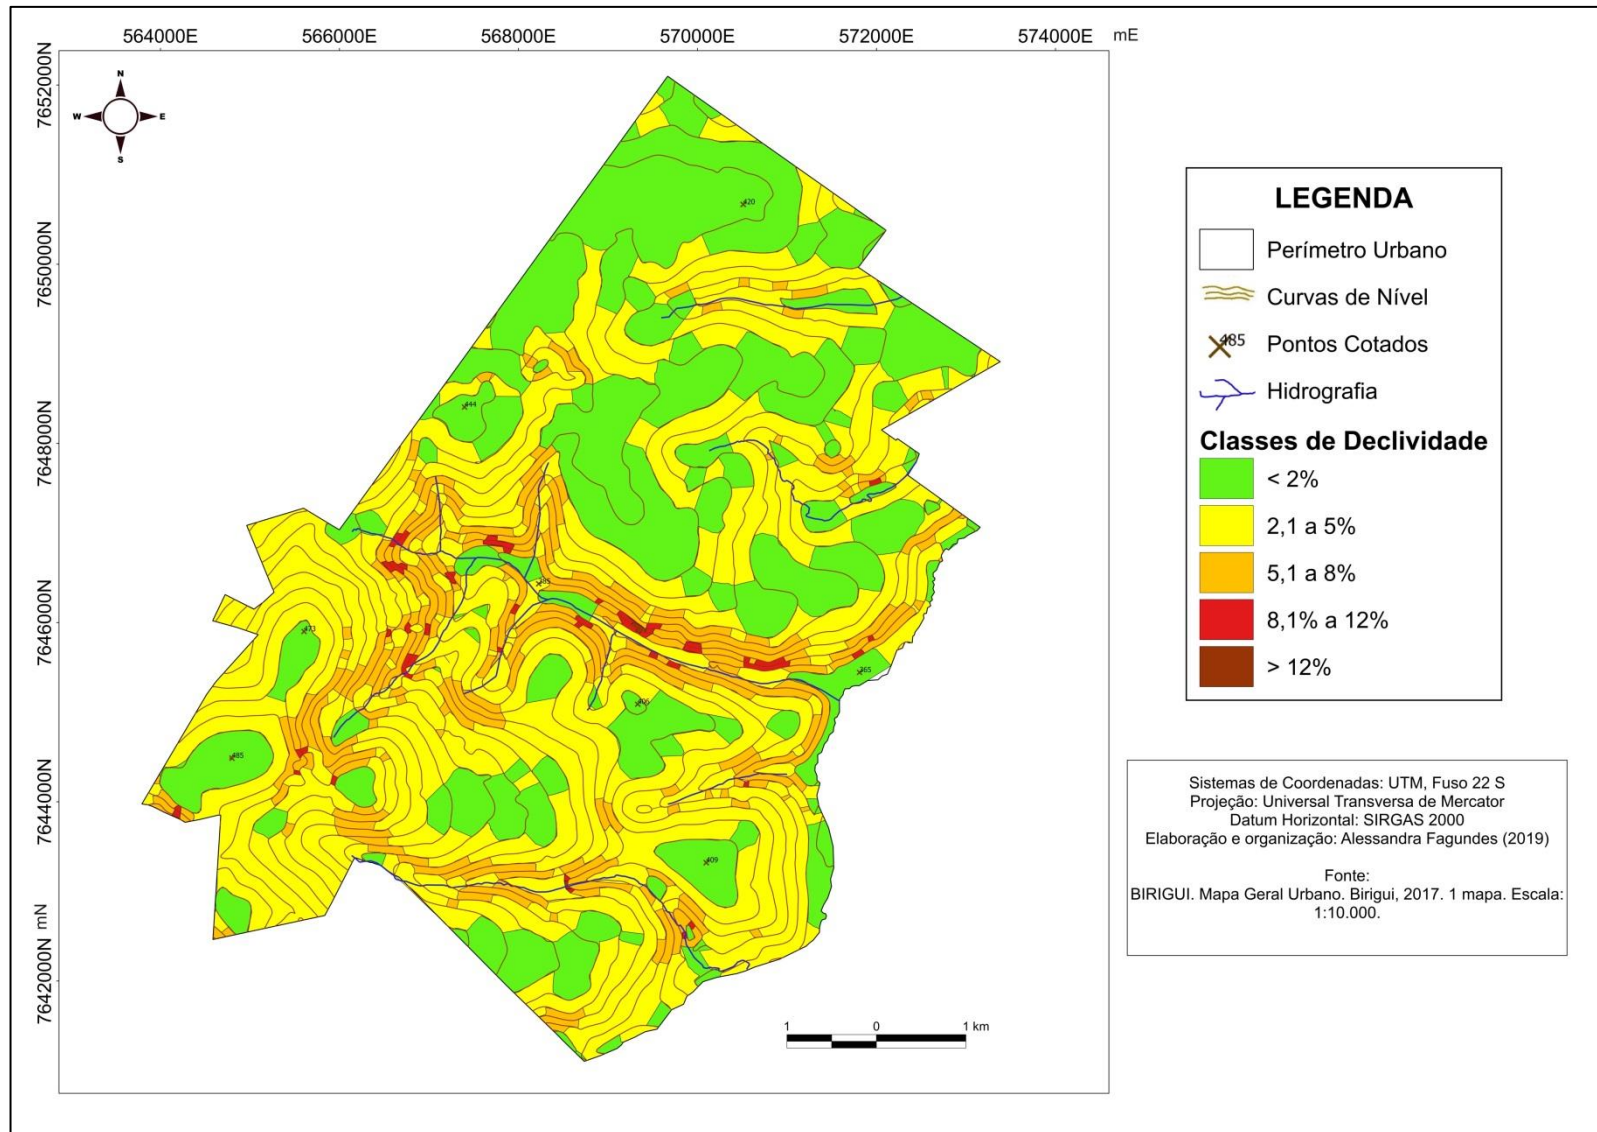 564000E 566000E 568000E 570000E 572000E 574000E mE
7652000N
7650000N
7648000N
7646000N
7644000N
7642000N mN
N
W E
S
420
444
385
473
365
406
485
409
1 0 1 km
LEGENDA
Perímetro Urbano
Curvas de Nível
485 Pontos Cotados
Hidrografia
Classes de Declividade
< 2%
2,1 a 5%
5,1 a 8%
8,1% a 12%
> 12%
Sistemas de Coordenadas: UTM, Fuso 22 S
Projeção: Universal Transversa de Mercator
Datum Horizontal: SIRGAS 2000
Elaboração e organização: Alessandra Fagundes (2019)
Fonte:
BIRIGUI. Mapa Geral Urbano. Birigui, 2017. 1 mapa. Escala:
1:10.000.